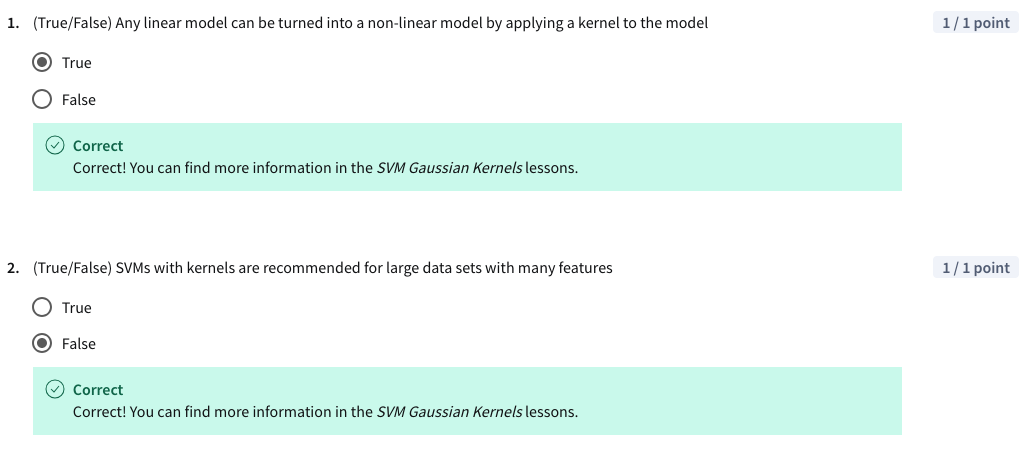 1. (True/False) Any linear model can be turned into a non-linear model by applying a kernel to the model
1 / 1 point
True
False
Correct
Correct! You can find more information in the SVM Gaussian Kernels lessons.
2. (True/False) SVMs with kernels are recommended for large data sets with many features
1 / 1 point
True
False
Correct
Correct! You can find more information in the SVM Gaussian Kernels lessons.